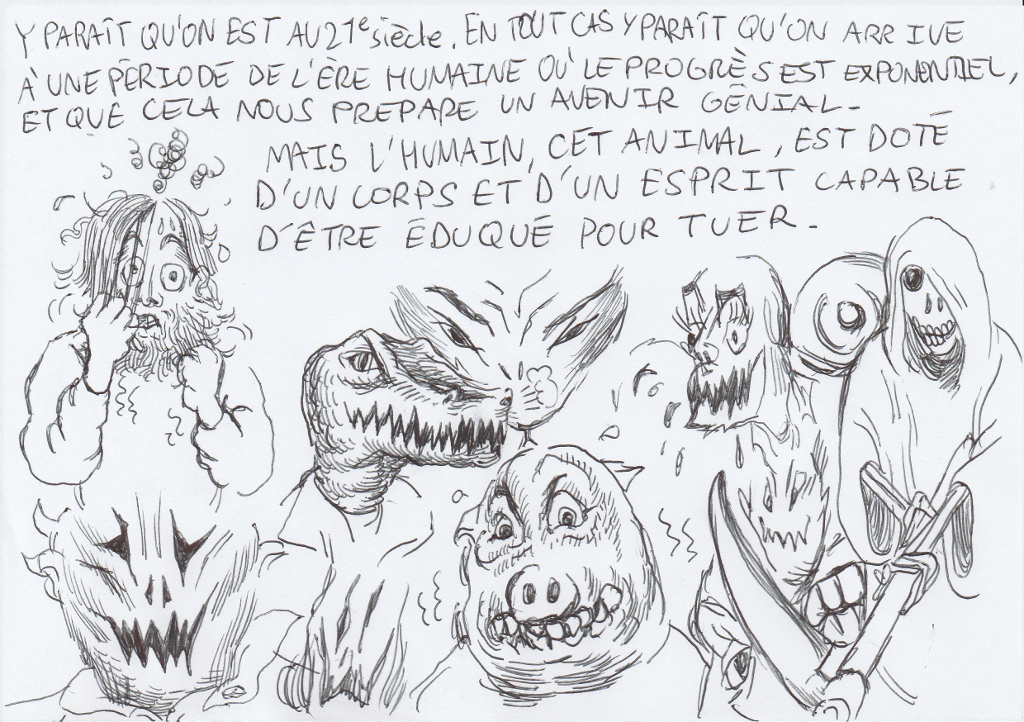 Y PARAÎT QU'ON EST AU 21e siècle. EN TOUT CAS Y PARAÎT QU'ON ARRIVE
À UNE PÉRIODE DE L'ÈRE HUMAINE OÙ LE PROGRÈS EST EXPONENTIEL,
ET QUE CELA NOUS PRÉPARE UN AVENIR GÉNIAL.
MAIS L'HUMAIN, CET ANIMAL, EST DOTÉ
D'UN CORPS ET D'UN ESPRIT CAPABLE
D'ÊTRE ÉDUQUÉ POUR TUER.